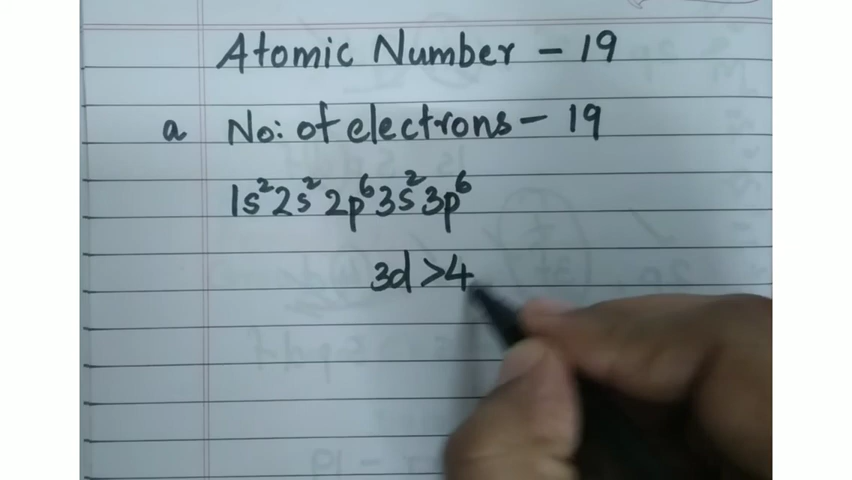 Atomic Number - 19
a No: of electrons - 19
1s²2s²2p⁶3s²3p⁶
3d >4